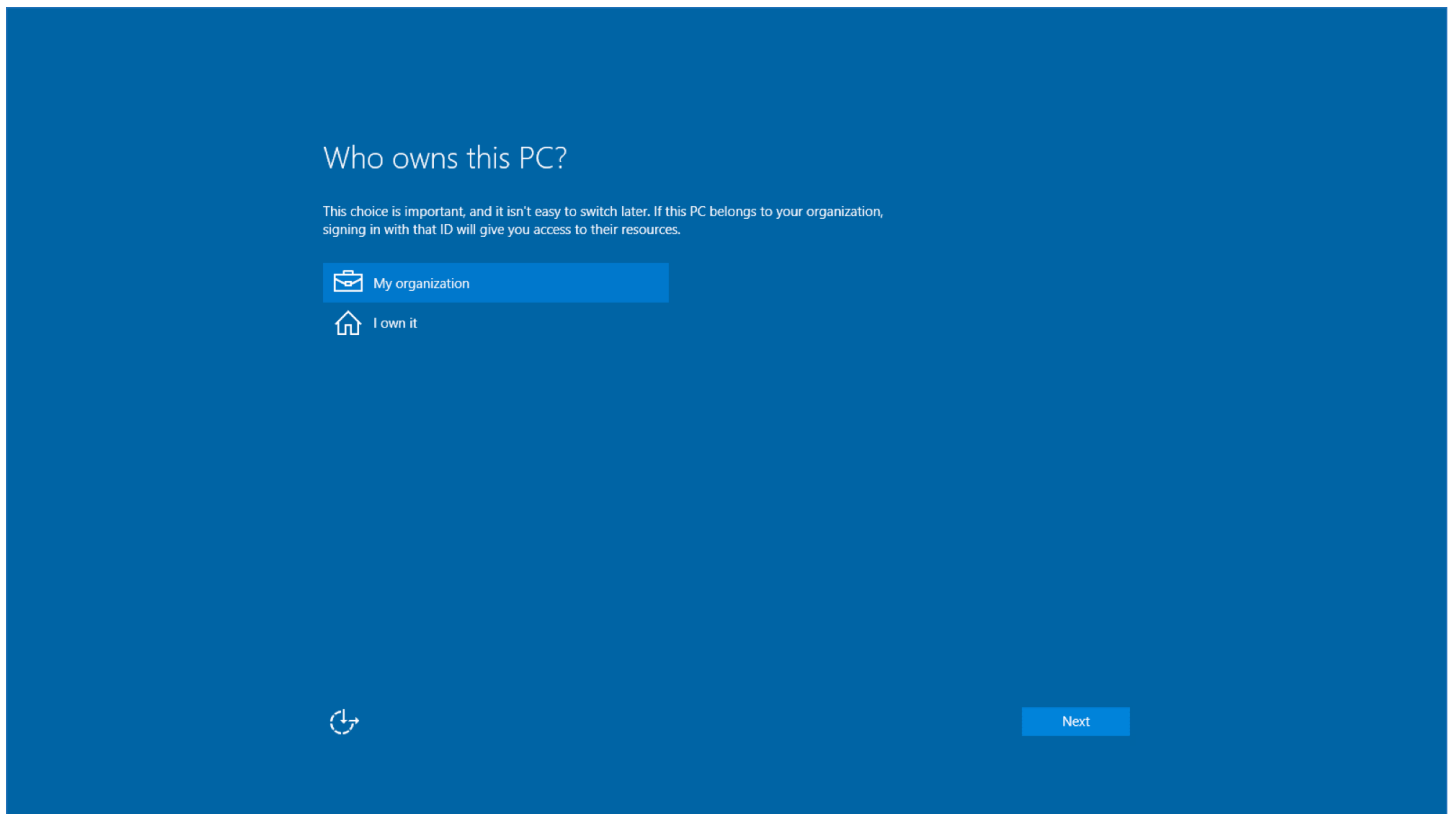 Who owns this PC?
This choice is important, and it isn't easy to switch later. If this PC belongs to your organization,
signing in with that ID will give you access to their resources.
My organization
I own it
Next